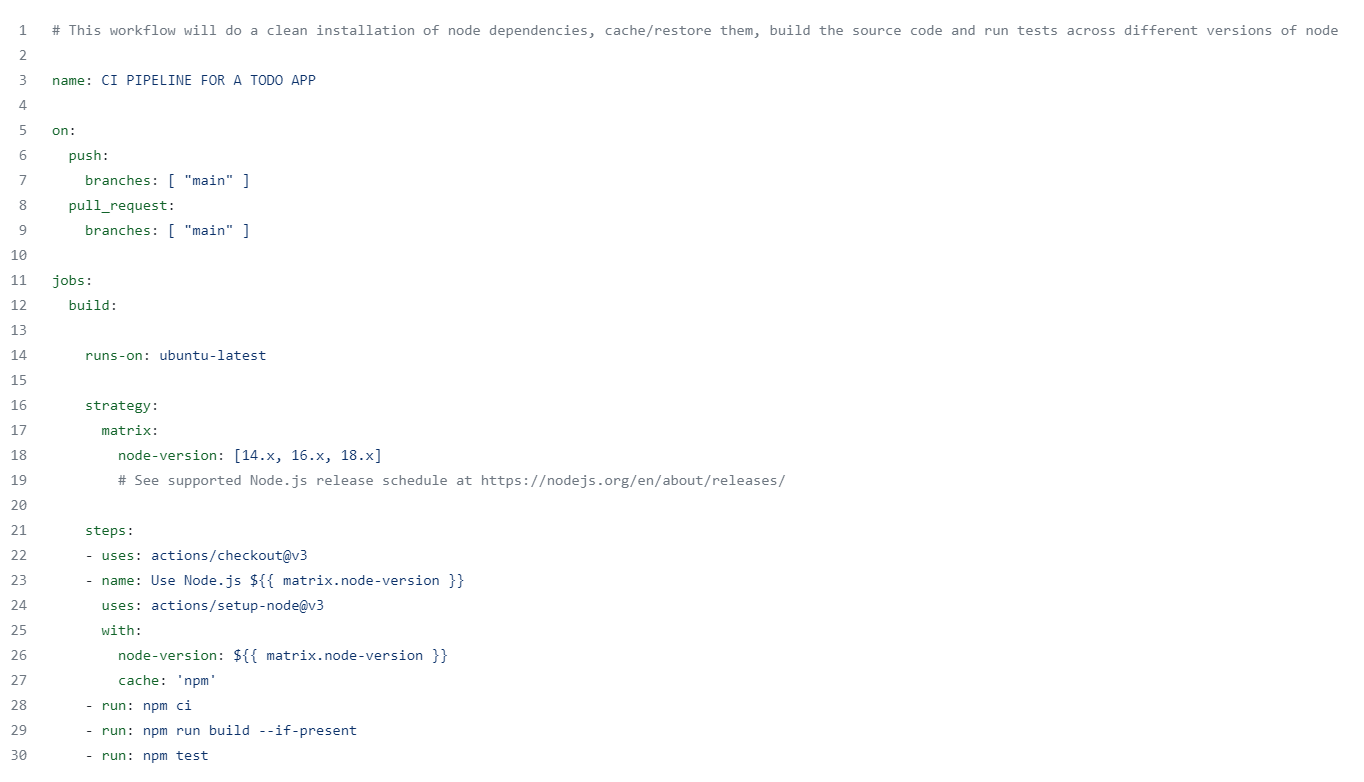 1 # This workflow will do a clean installation of node dependencies, cache/restore them, build the source code and run tests across different versions of node
2
3 name: CI PIPELINE FOR A TODO APP
4
5 on:
6   push:
7     branches: [ "main" ]
8   pull_request:
9     branches: [ "main" ]
10
11 jobs:
12   build:
13
14     runs-on: ubuntu-latest
15
16     strategy:
17       matrix:
18         node-version: [14.x, 16.x, 18.x]
19         # See supported Node.js release schedule at https://nodejs.org/en/about/releases/
20
21     steps:
22     - uses: actions/checkout@v3
23     - name: Use Node.js ${{ matrix.node-version }}
24       uses: actions/setup-node@v3
25       with:
26         node-version: ${{ matrix.node-version }}
27         cache: 'npm'
28     - run: npm ci
29     - run: npm run build --if-present
30     - run: npm test